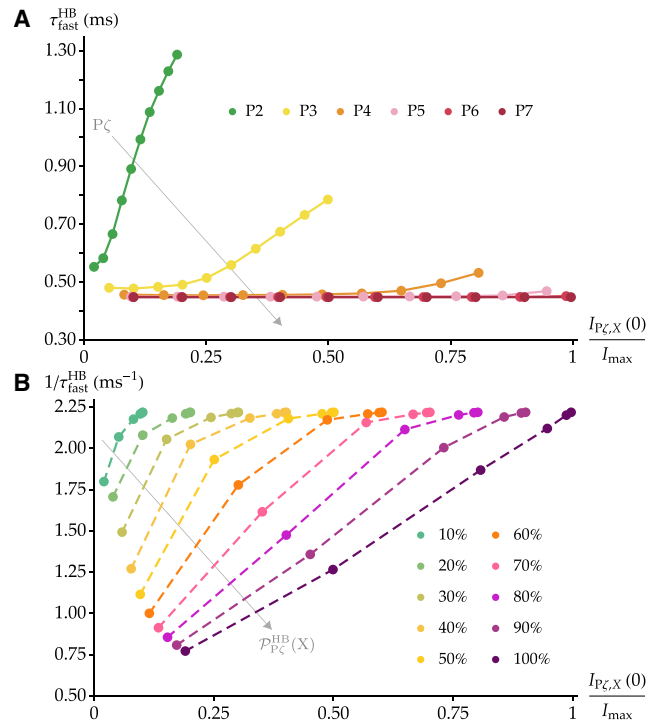 A τ_fast^HB (ms)
1.30
1.10
0.90
0.70
0.50
0.30
Pζ
P2 P3 P4 P5 P6 P7
0 0.25 0.50 0.75 1
I_Pζ,X (0)
I_max
B 1/τ_fast^HB (ms⁻¹)
2.25
2.00
1.75
1.50
1.25
1.00
0.75
0.50
𝒫_Pζ^HB(X)
10% 60%
20% 70%
30% 80%
40% 90%
50% 100%
0 0.25 0.50 0.75 1
I_Pζ,X (0)
I_max